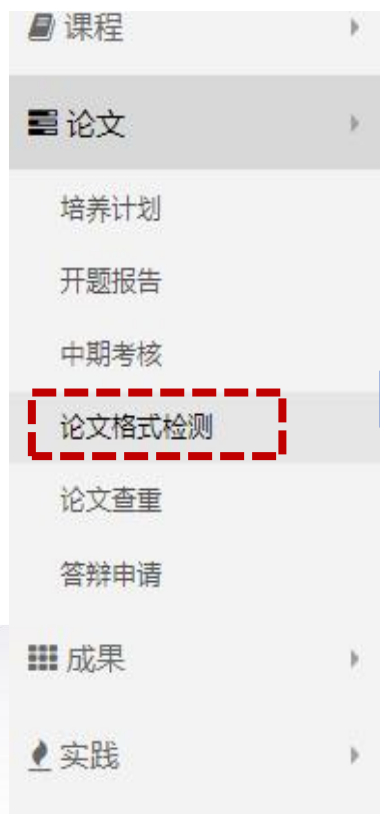 课程
论文
培养计划
开题报告
中期考核
论文格式检测
论文查重
答辩申请
成果
实践